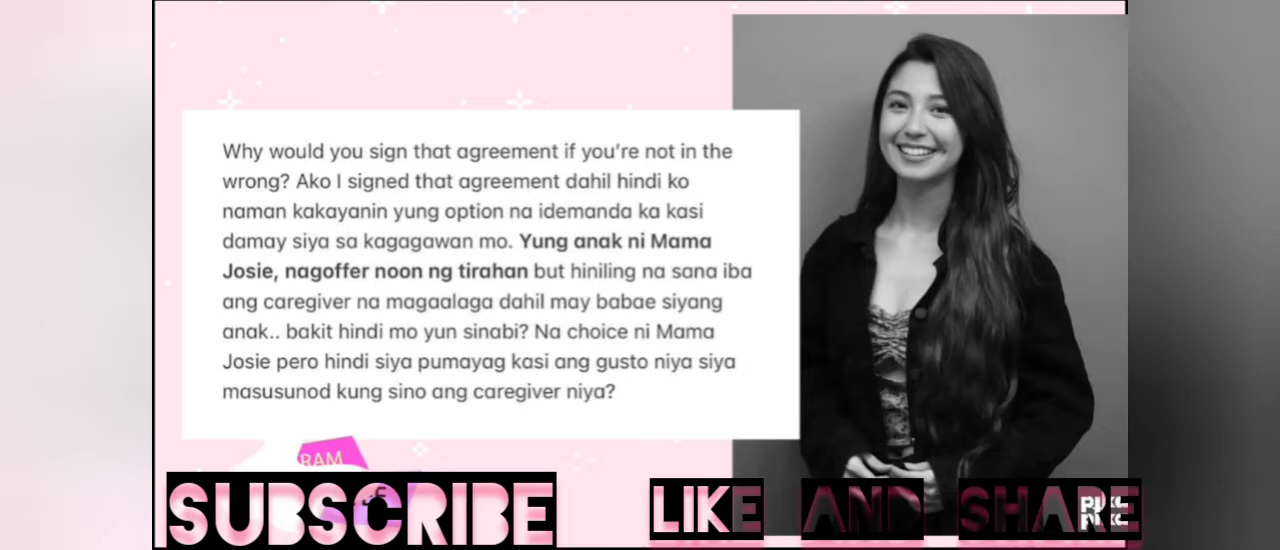 Why would you sign that agreement if you're not in the
wrong? Ako I signed that agreement dahil hindi ko
naman kakayanin yung option na idemanda ka kasi
damay siya sa kagagawan mo. Yung anak ni Mama
Josie, nagoffer noon ng tirahan but hiniling na sana iba
ang caregiver na magaalaga dahil may babae siyang
anak.. bakit hindi mo yun sinabi? Na choice ni Mama
Josie pero hindi siya pumayag kasi ang gusto niya siya
masusunod kung sino ang caregiver niya?
RAM
SUBSCRIBE LIKE AND SHARE